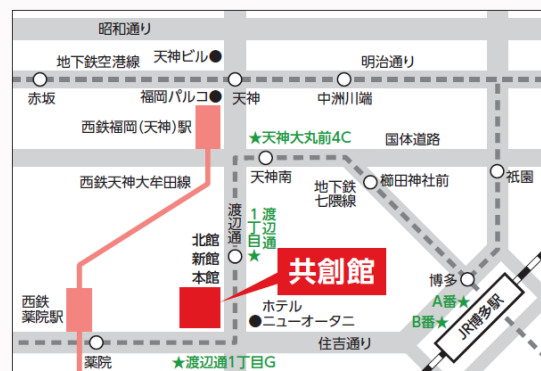 昭和通り
地下鉄空港線
天神ビル●
明治通り
赤坂
福岡パルコ●
天神
中洲川端
西鉄福岡(天神)駅
★天神大丸前4C
国体道路
西鉄天神大牟田線
天神南
地下鉄
七隈線
櫛田神社前
祇園
渡辺通
渡辺通
1丁目
★
北館
新館
本館
共創館
西鉄
薬院駅
ホテル
●ニューオータニ
博多
A番★
B番★
JR博多駅
住吉通り
薬院
★渡辺通1丁目G